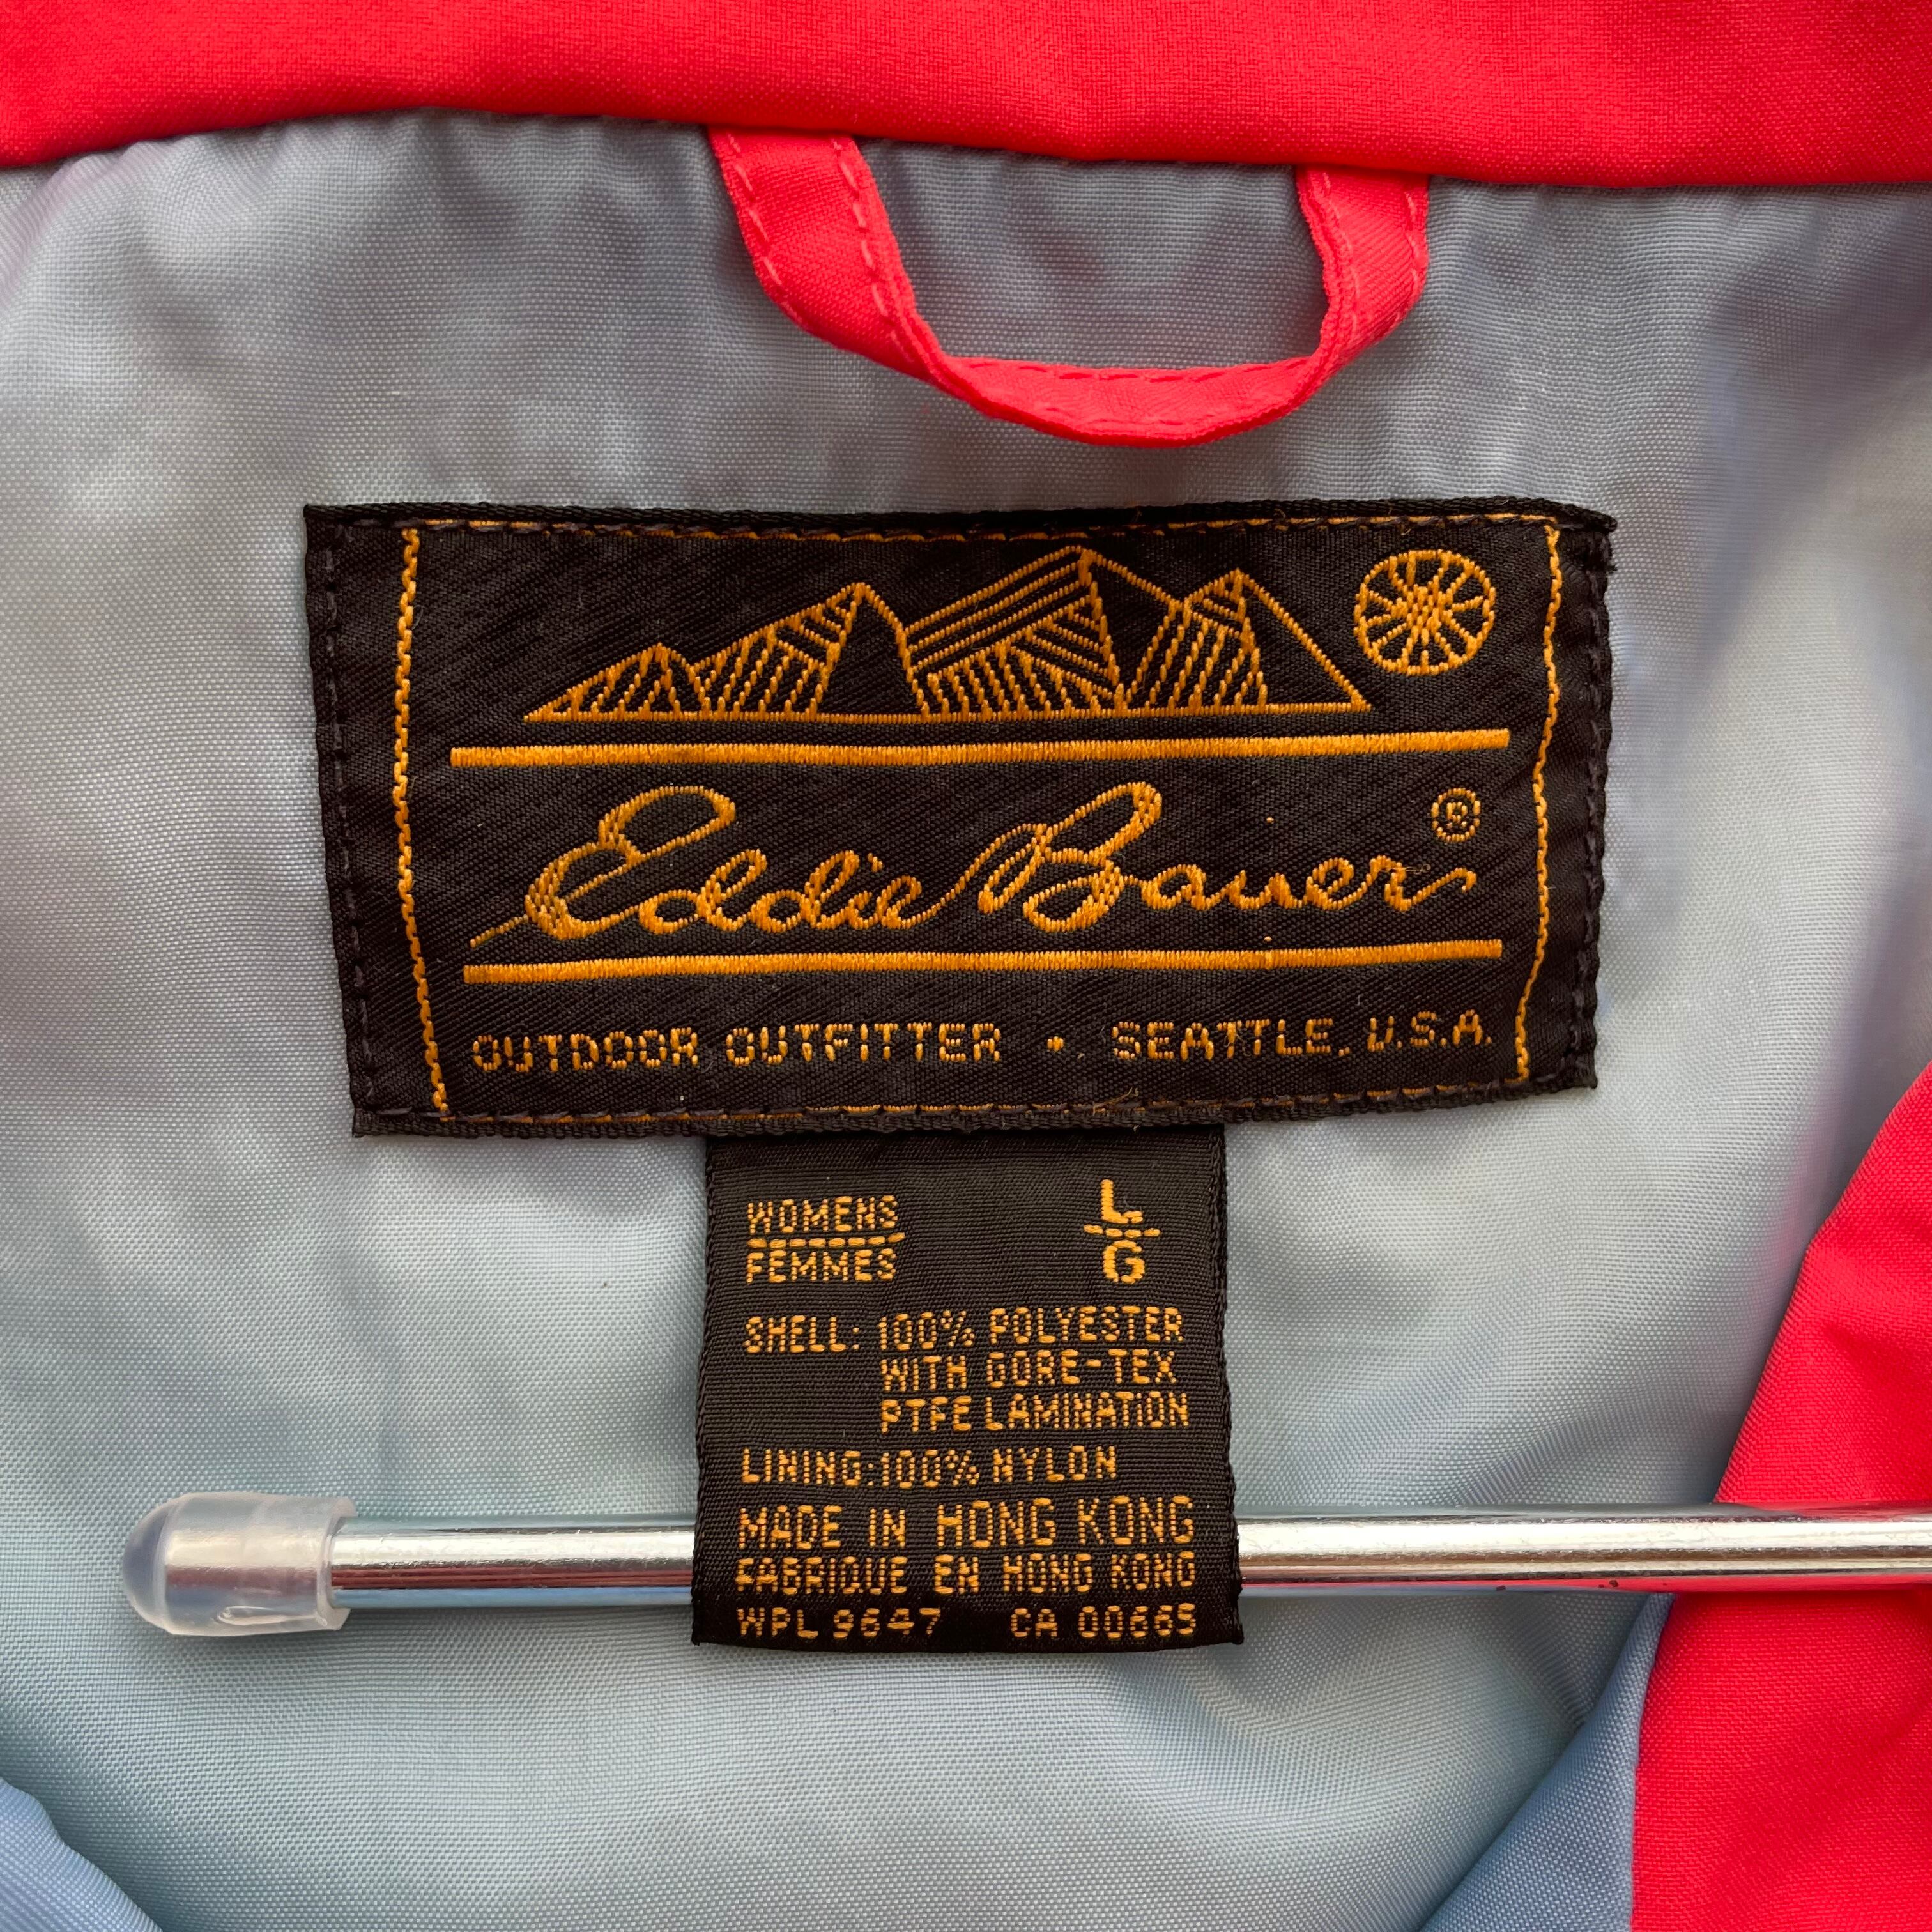 Eddie Bauer®
OUTDOOR OUTFITTER • SEATTLE, U.S.A.
WOMENS L
FEMMES G
SHELL: 100% POLYESTER
WITH GORE-TEX
PTFE LAMINATION
LINING: 100% NYLON
MADE IN HONG KONG
FABRIQUE EN HONG KONG
WPL 9647 CA 00665